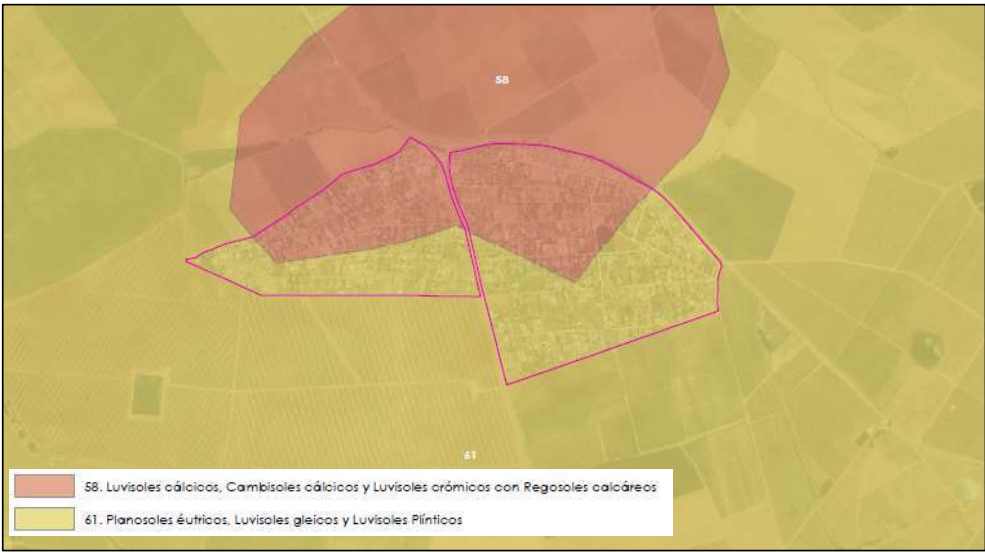 58
61
58. Luvisoles cálcicos, Cambisoles cálcicos y Luvisoles crómicos con Regosoles calcáreos
61. Planosoles éutricos, Luvisoles gleicos y Luvisoles Plínticos